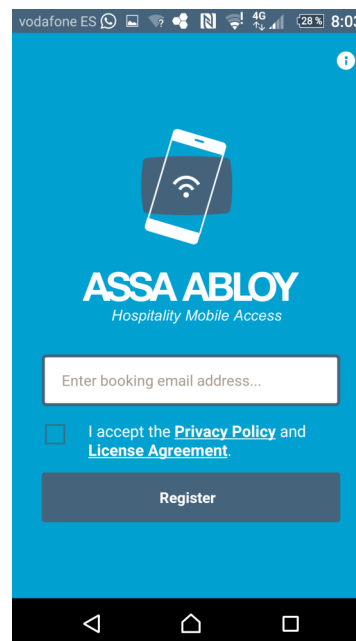 vodafone ES 4G 28% 8:03
ASSA ABLOY
Hospitality Mobile Access
Enter booking email address...
I accept the Privacy Policy and
License Agreement.
Register